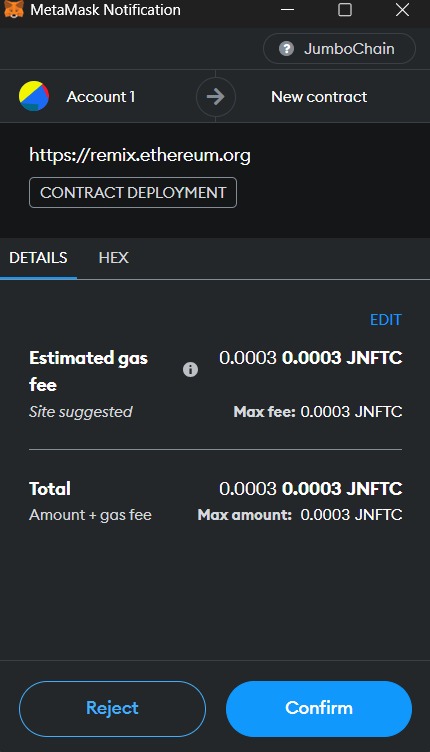 MetaMask Notification
JumboChain
Account 1 New contract
https://remix.ethereum.org
CONTRACT DEPLOYMENT
DETAILS HEX
EDIT
Estimated gas fee 0.0003 0.0003 JNFTC
Site suggested Max fee: 0.0003 JNFTC
Total 0.0003 0.0003 JNFTC
Amount + gas fee Max amount: 0.0003 JNFTC
Reject Confirm